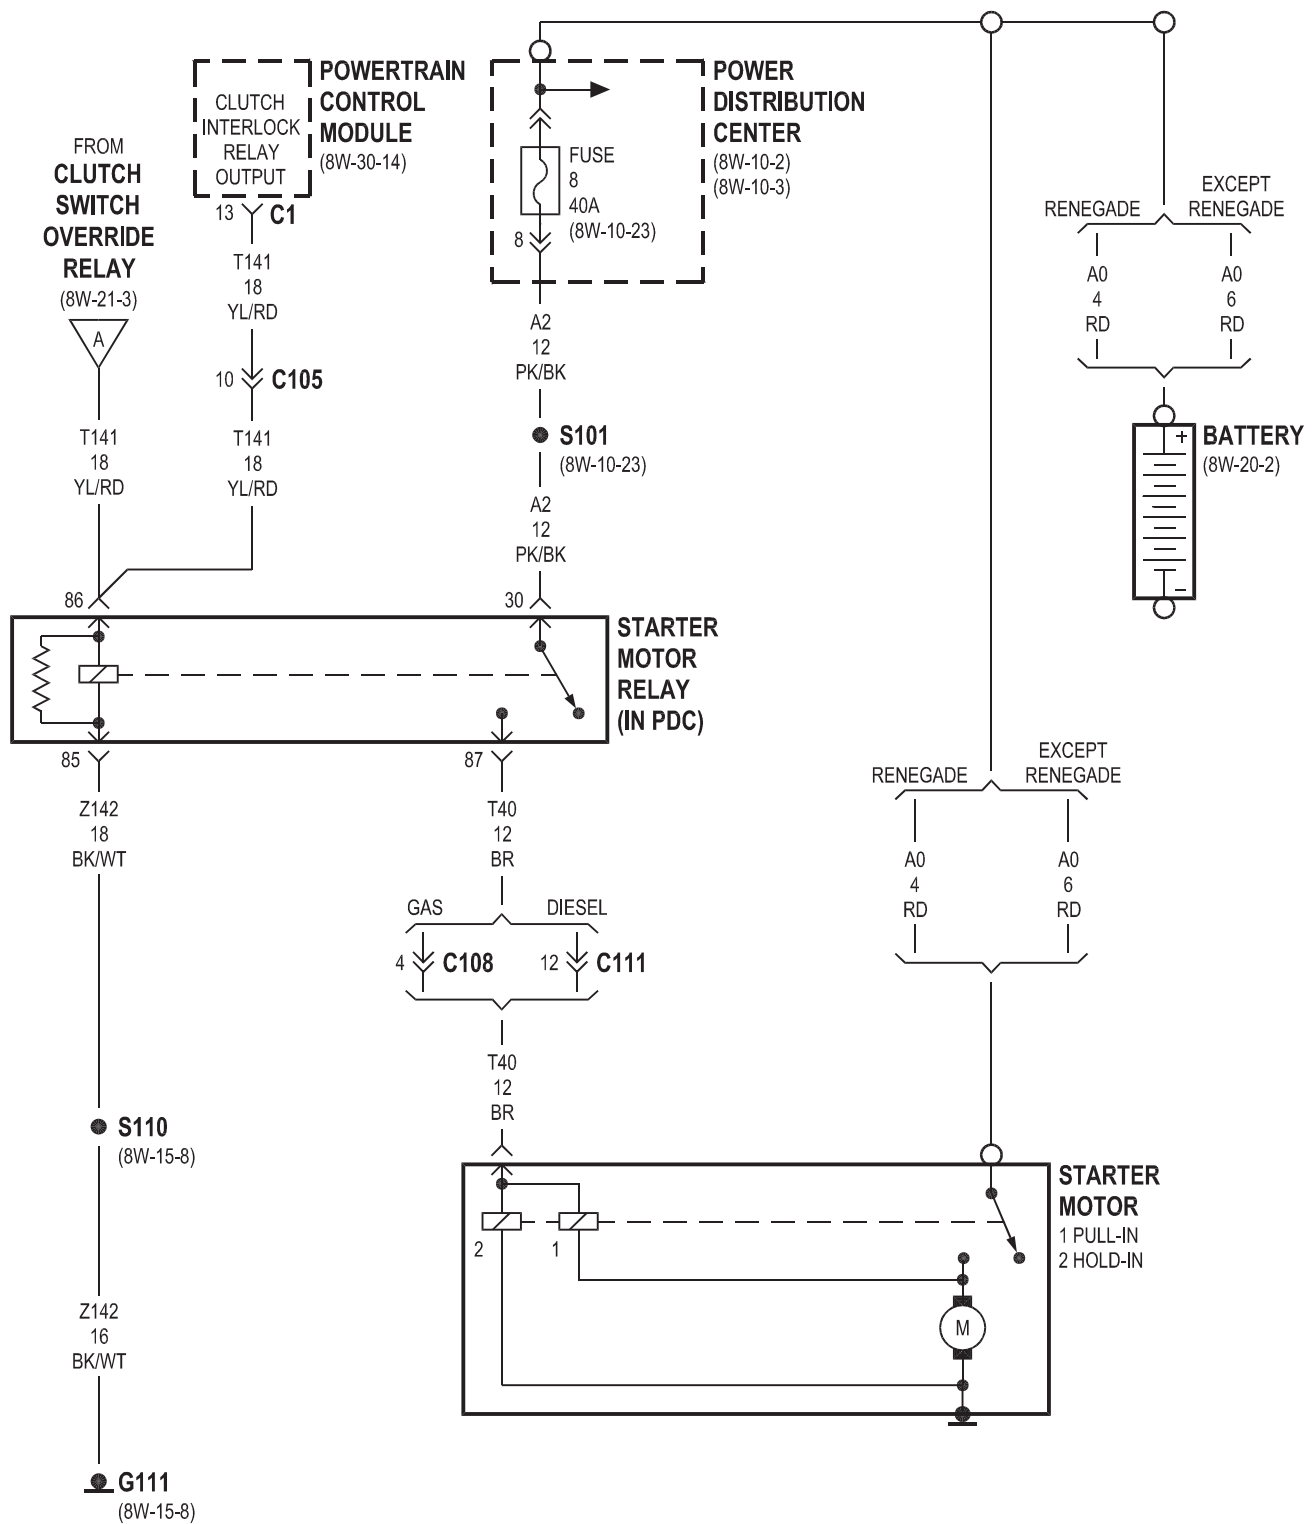 POWERTRAIN
CONTROL
MODULE
(8W-30-14)
CLUTCH
INTERLOCK
RELAY
OUTPUT
13
C1
T141
18
YL/RD
10
C105
T141
18
YL/RD
FROM
CLUTCH
SWITCH
OVERRIDE
RELAY
(8W-21-3)
A
T141
18
YL/RD
POWER
DISTRIBUTION
CENTER
(8W-10-2)
(8W-10-3)
FUSE
8
40A
(8W-10-23)
8
A2
12
PK/BK
S101
(8W-10-23)
A2
12
PK/BK
RENEGADE
EXCEPT
RENEGADE
A0
4
RD
A0
6
RD
+
BATTERY
(8W-20-2)
–
86
30
STARTER
MOTOR
RELAY
(IN PDC)
85
87
Z142
18
BK/WT
T40
12
BR
GAS
DIESEL
4
C108
12
C111
T40
12
BR
RENEGADE
EXCEPT
RENEGADE
A0
4
RD
A0
6
RD
S110
(8W-15-8)
STARTER
MOTOR
1 PULL-IN
2 HOLD-IN
2
1
M
Z142
16
BK/WT
G111
(8W-15-8)